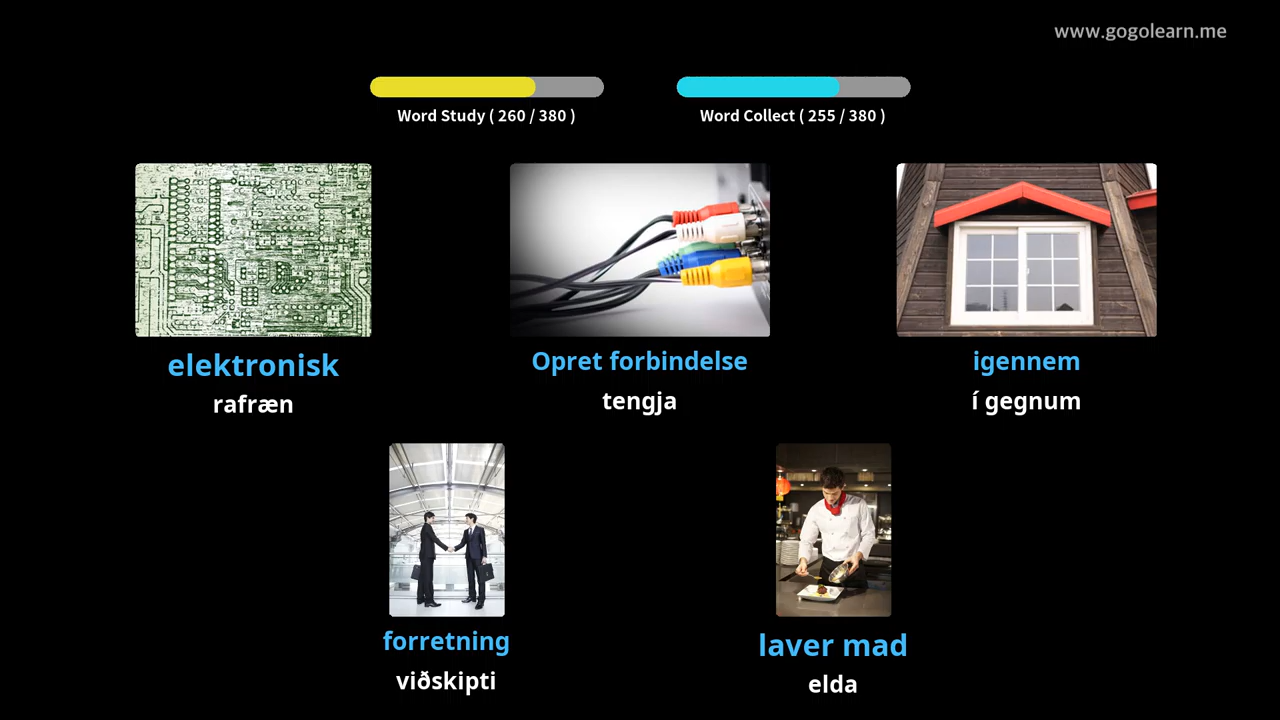 www.gogolearn.me
Word Study ( 260 / 380 )
Word Collect ( 255 / 380 )
elektronisk
rafræn
Opret forbindelse
tengja
igennem
í gegnum
forretning
viðskipti
laver mad
elda